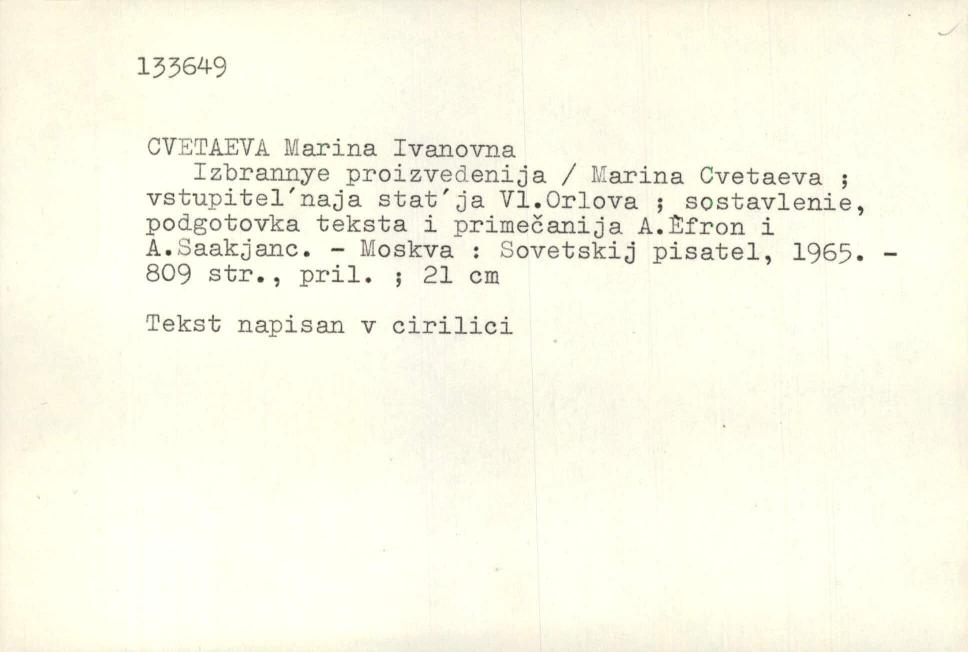 133649
CVETAEVA Marina Ivanovna
Izbrannye proizvedenija / Marina Cvetaeva ;
vstupitel´naja stat´ja Vl.Orlova ; sostavlenie,
podgotovka teksta i primečanija A.Èfron i
A.Saakjanc. - Moskva : Sovetskij pisatel, 1965. -
809 str., pril. ; 21 cm
Tekst napisan v cirilici